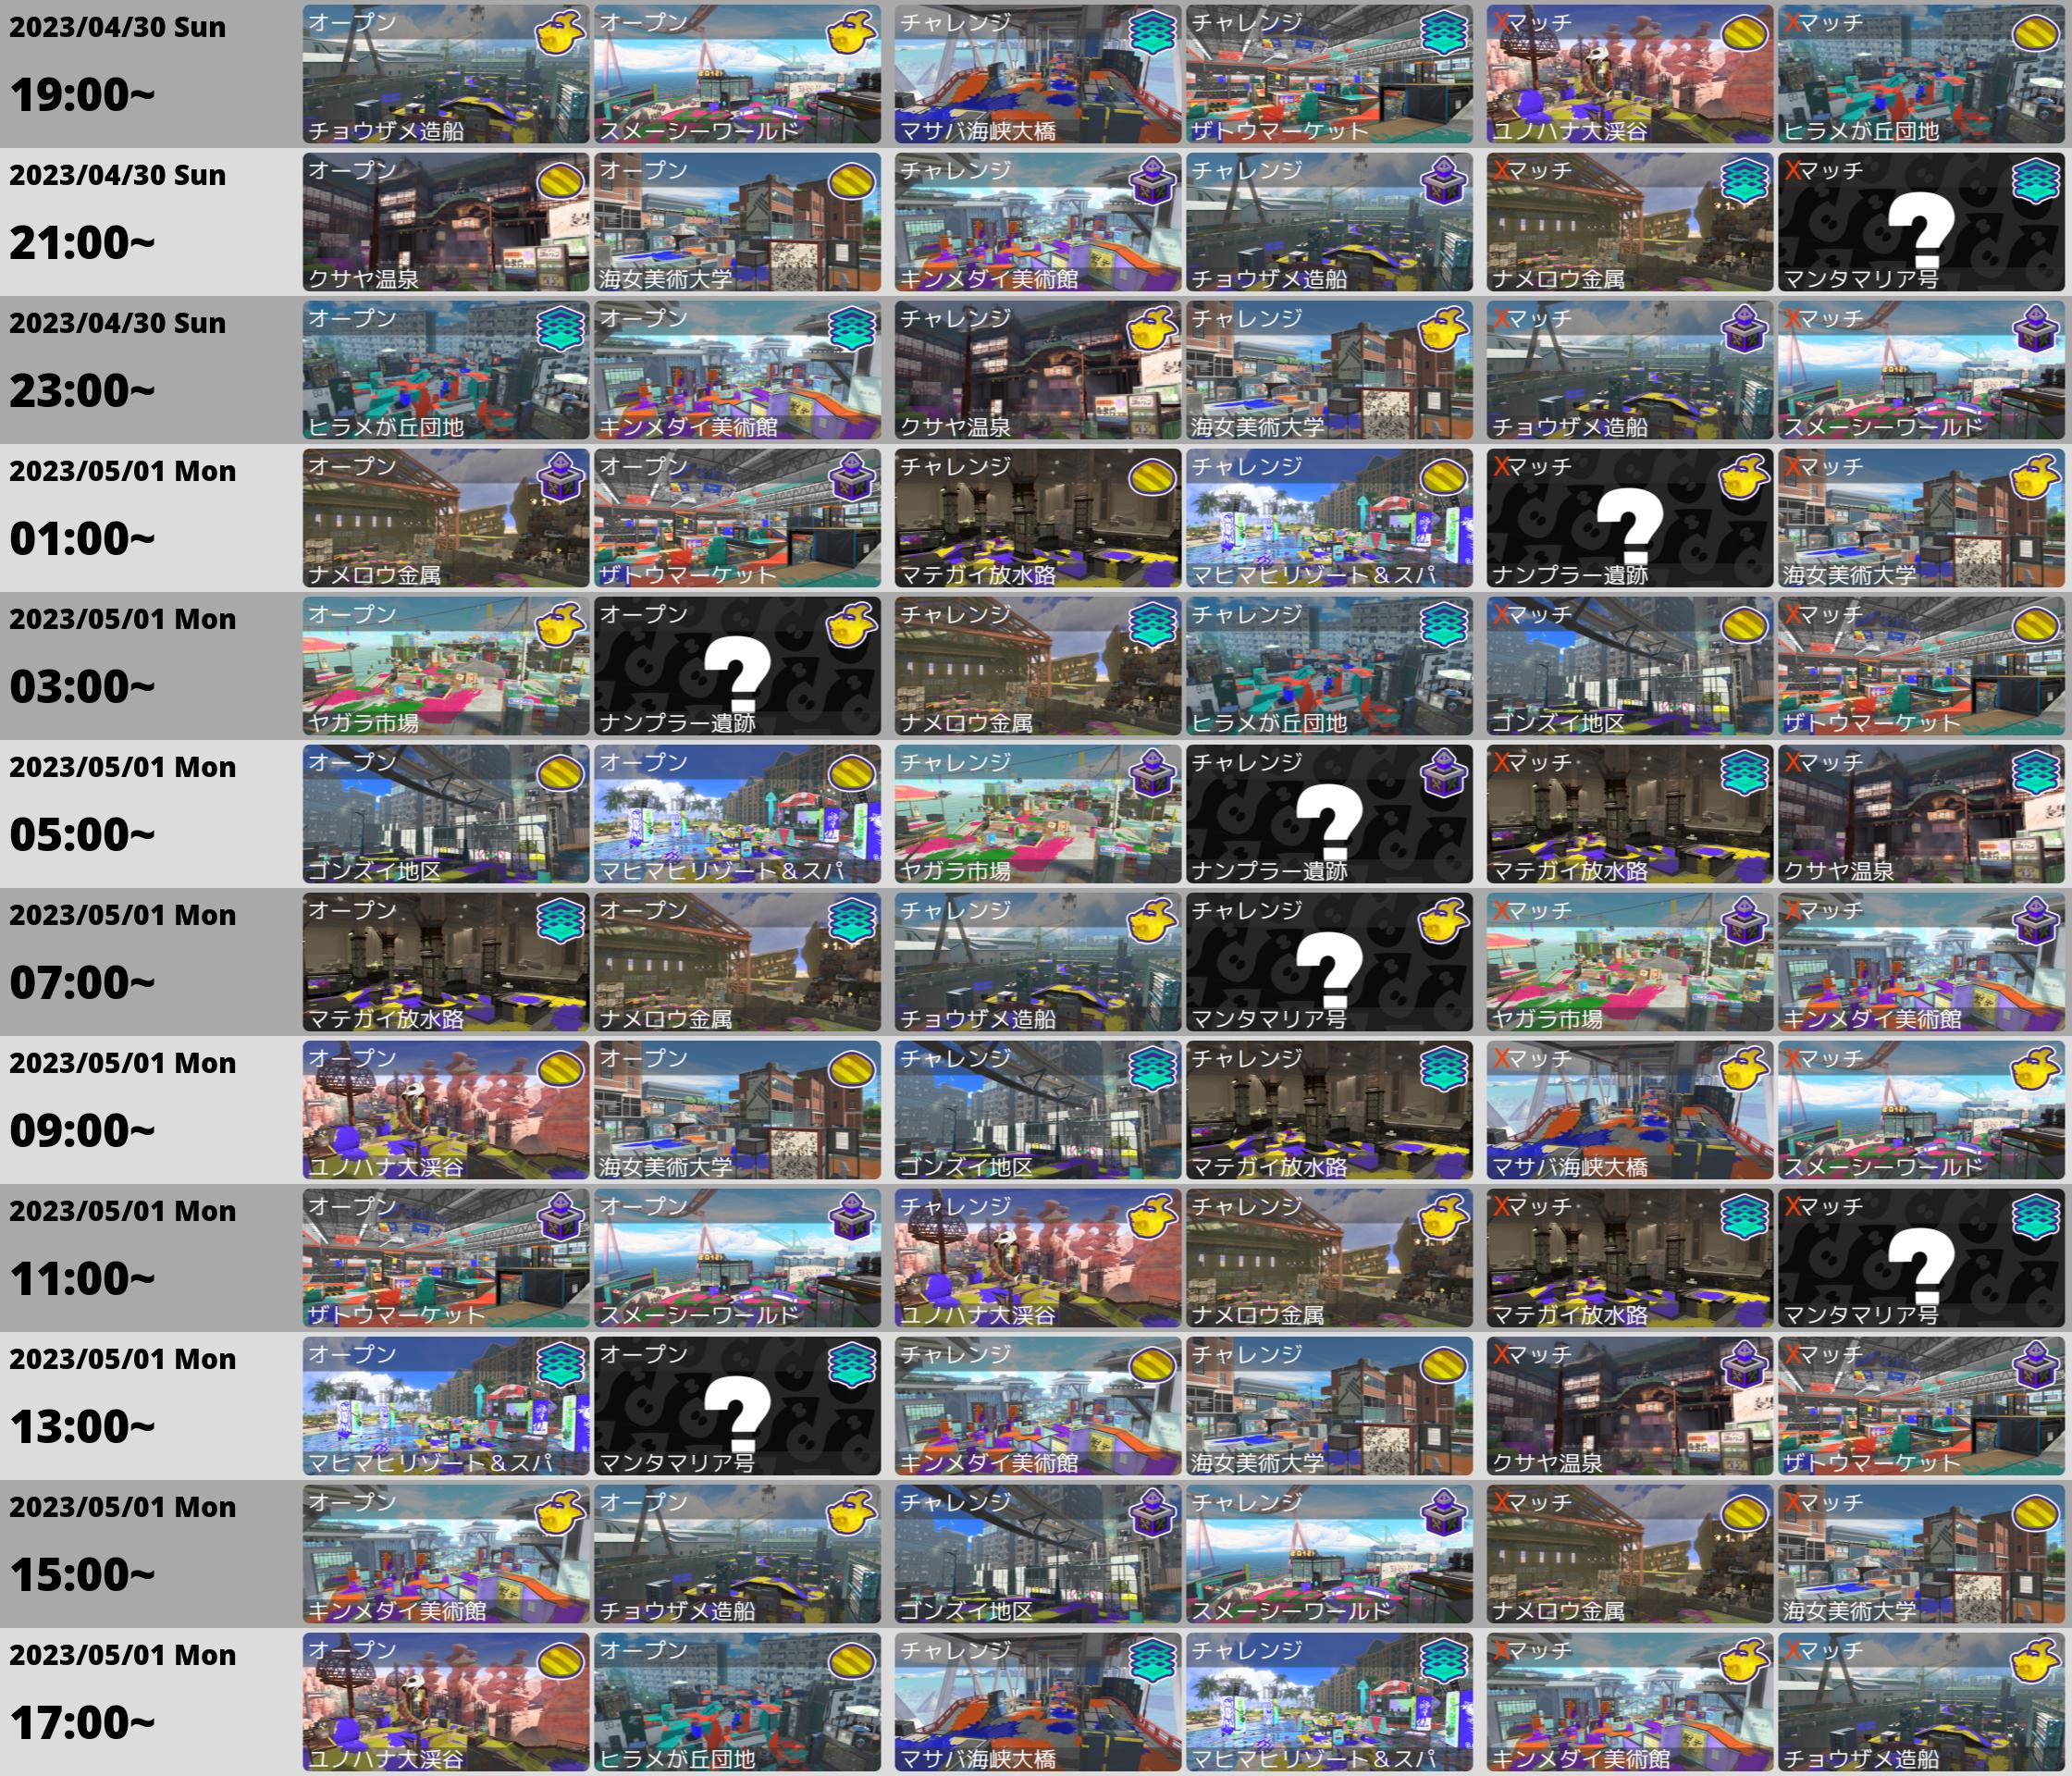 2023/04/30 Sun
19:00~
オープン オープン チャレンジ チャレンジ Xマッチ Xマッチ
チョウザメ造船 スメーシーワールド マサバ海峡大橋 ザトウマーケット ユノハナ大渓谷 ヒラメが丘団地
2023/04/30 Sun
21:00~
オープン オープン チャレンジ チャレンジ Xマッチ Xマッチ
クサヤ温泉 海女美術大学 キンメダイ美術館 チョウザメ造船 ナメロウ金属 マンタマリア号
2023/04/30 Sun
23:00~
オープン オープン チャレンジ チャレンジ Xマッチ Xマッチ
ヒラメが丘団地 キンメダイ美術館 クサヤ温泉 海女美術大学 チョウザメ造船 スメーシーワールド
2023/05/01 Mon
01:00~
オープン オープン チャレンジ チャレンジ Xマッチ Xマッチ
ナメロウ金属 ザトウマーケット マテガイ放水路 マヒマヒリゾート&スパ ナンプラー遺跡 海女美術大学
2023/05/01 Mon
03:00~
オープン オープン チャレンジ チャレンジ Xマッチ Xマッチ
ヤガラ市場 ナンプラー遺跡 ナメロウ金属 ヒラメが丘団地 ゴンズイ地区 ザトウマーケット
2023/05/01 Mon
05:00~
オープン オープン チャレンジ チャレンジ Xマッチ Xマッチ
ゴンズイ地区 マヒマヒリゾート&スパ ヤガラ市場 ナンプラー遺跡 マテガイ放水路 クサヤ温泉
2023/05/01 Mon
07:00~
オープン オープン チャレンジ チャレンジ Xマッチ Xマッチ
マテガイ放水路 ナメロウ金属 チョウザメ造船 マンタマリア号 ヤガラ市場 キンメダイ美術館
2023/05/01 Mon
09:00~
オープン オープン チャレンジ チャレンジ Xマッチ Xマッチ
ユノハナ大渓谷 海女美術大学 ゴンズイ地区 マテガイ放水路 マサバ海峡大橋 スメーシーワールド
2023/05/01 Mon
11:00~
オープン オープン チャレンジ チャレンジ Xマッチ Xマッチ
ザトウマーケット スメーシーワールド ユノハナ大渓谷 ナメロウ金属 マテガイ放水路 マンタマリア号
2023/05/01 Mon
13:00~
オープン オープン チャレンジ チャレンジ Xマッチ Xマッチ
マヒマヒリゾート&スパ マンタマリア号 キンメダイ美術館 海女美術大学 クサヤ温泉 ザトウマーケット
2023/05/01 Mon
15:00~
オープン オープン チャレンジ チャレンジ Xマッチ Xマッチ
キンメダイ美術館 チョウザメ造船 ゴンズイ地区 スメーシーワールド ナメロウ金属 海女美術大学
2023/05/01 Mon
17:00~
オープン オープン チャレンジ チャレンジ Xマッチ Xマッチ
ユノハナ大渓谷 ヒラメが丘団地 マサバ海峡大橋 マヒマヒリゾート&スパ キンメダイ美術館 チョウザメ造船